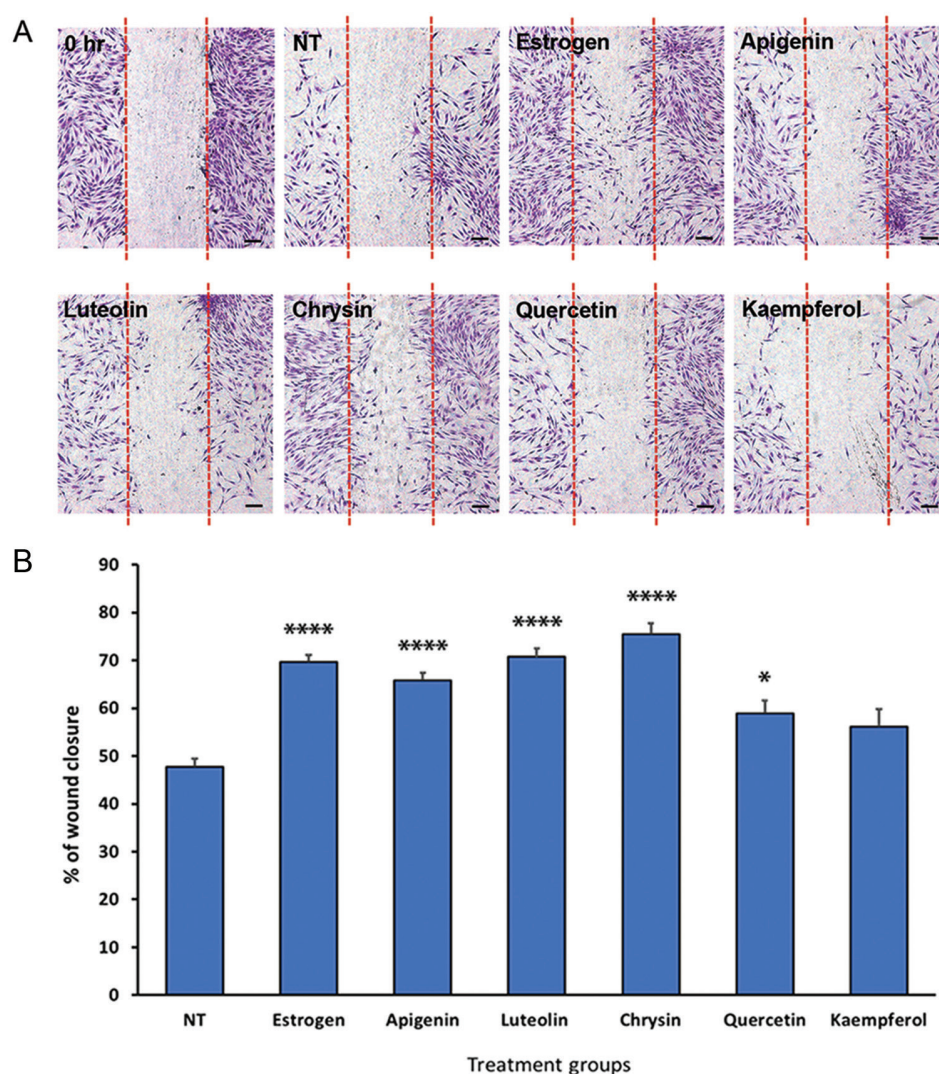 A
0 hr
NT
Estrogen
Apigenin
Luteolin
Chrysin
Quercetin
Kaempferol
B
90
80
70
60
50
40
30
20
10
0
% of wound closure
****
****
****
****
*
NT Estrogen Apigenin Luteolin Chrysin Quercetin Kaempferol
Treatment groups